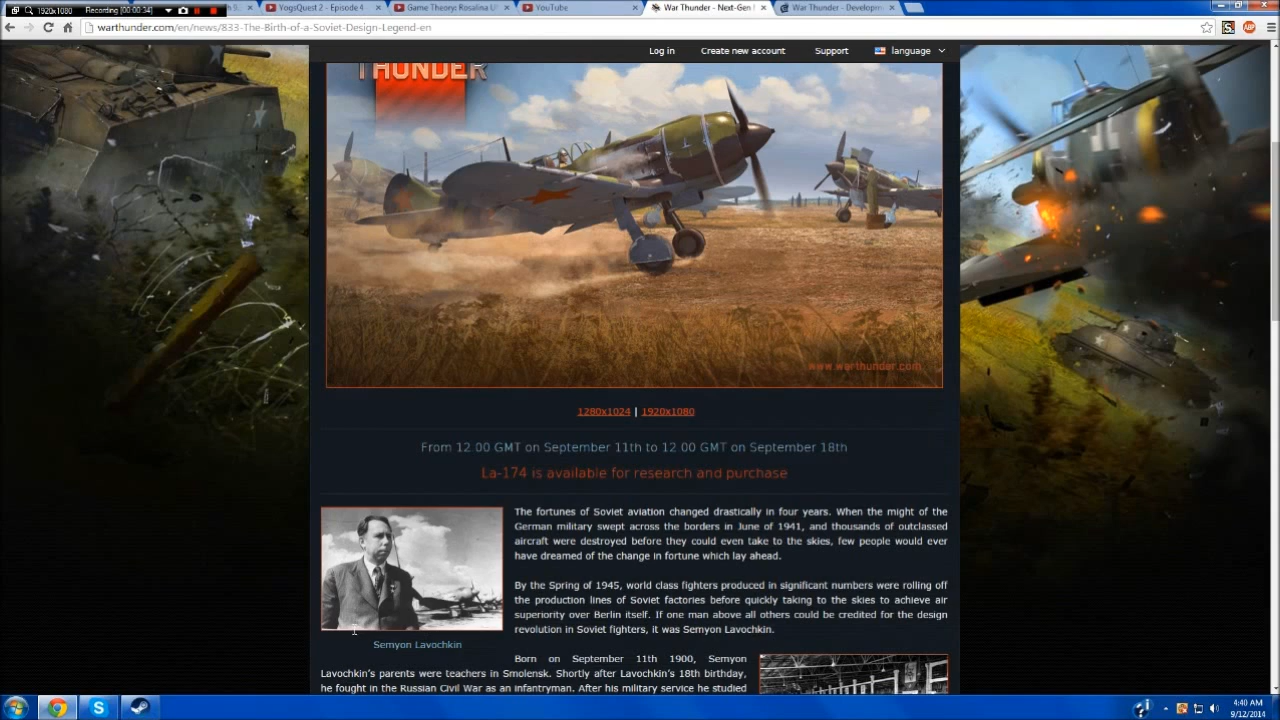 1920x1080 Recording [00:00:34]
YogsQuest 2 - Episode 4
Game Theory: Rosalina U
YouTube
War Thunder - Next-Gen
War Thunder - Developm
warthunder.com/en/news/833-The-Birth-of-a-Soviet-Design-Legend-en
Log in Create new account Support language
THUNDER
www.warthunder.com
1280x1024 | 1920x1080
From 12.00 GMT on September 11th to 12.00 GMT on September 18th
La-174 is available for research and purchase
The fortunes of Soviet aviation changed drastically in four years. When the might of the
German military swept across the borders in June of 1941, and thousands of outclassed
aircraft were destroyed before they could even take to the skies, few people would ever
have dreamed of the change in fortune which lay ahead.
By the Spring of 1945, world class fighters produced in significant numbers were rolling off
the production lines of Soviet factories before quickly taking to the skies to achieve air
superiority over Berlin itself. If one man above all others could be credited for the design
revolution in Soviet fighters, it was Semyon Lavochkin.
Semyon Lavochkin
Born on September 11th 1900, Semyon
Lavochkin's parents were teachers in Smolensk. Shortly after Lavochkin's 18th birthday,
he fought in the Russian Civil War as an infantryman. After his military service he studied
4:40 AM
9/12/2014